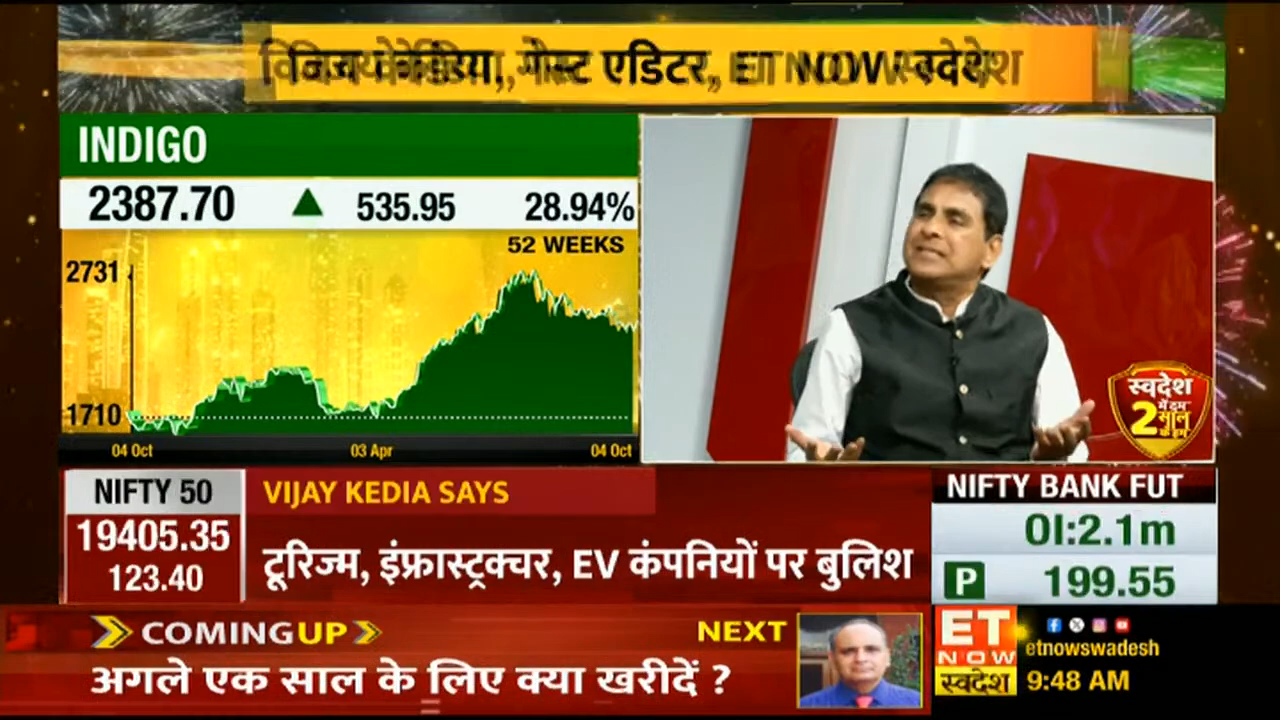 गेस्ट एडिटर, ET NOW स्वदेश
INDIGO
2387.70 ▲ 535.95 28.94%
52 WEEKS
2731
1710
04 Oct 03 Apr 04 Oct
स्वदेश
में दम
2 साल
के हम
NIFTY 50
19405.35
123.40
VIJAY KEDIA SAYS
टूरिज्म, इंफ्रास्ट्रक्चर, EV कंपनियों पर बुलिश
NIFTY BANK FUT
OI:2.1m
P 199.55
COMING UP
NEXT
अगले एक साल के लिए क्या खरीदें ?
ET
NOW
स्वदेश
etnowswadesh
9:48 AM